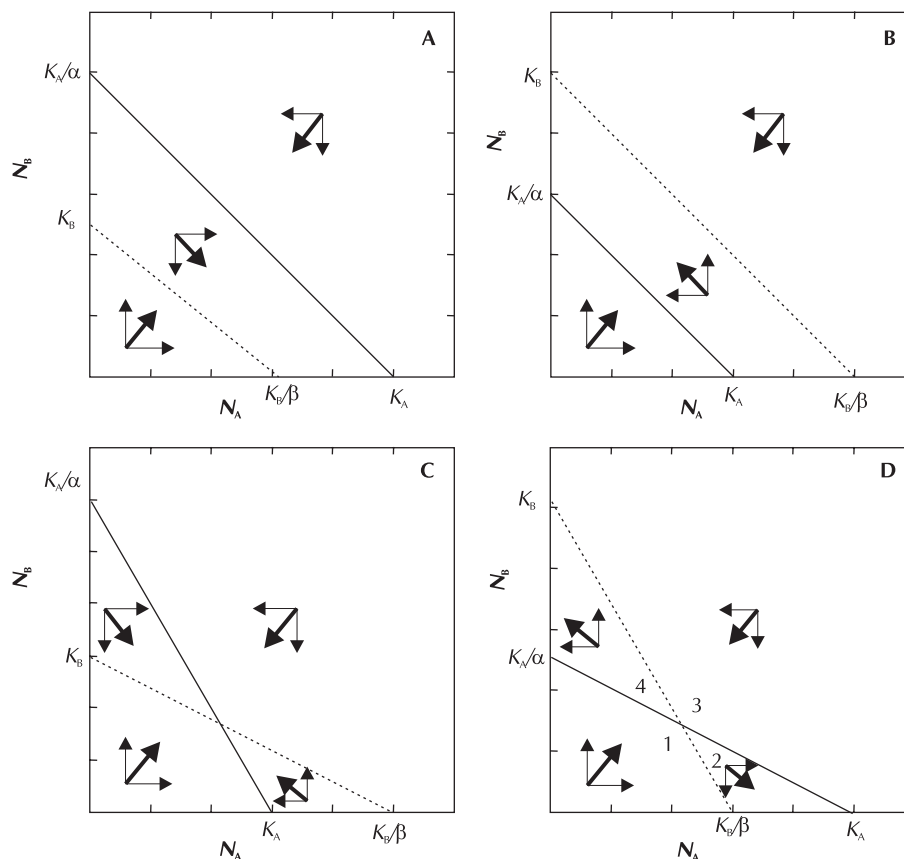 A
K_A/α
N_B
K_B
K_B/β
K_A
N_A
B
K_B
N_B
K_A/α
K_A
K_B/β
N_A
C
K_A/α
N_B
K_B
K_A
K_B/β
N_A
D
K_B
N_B
K_A/α
4
3
1
2
K_B/β
K_A
N_A